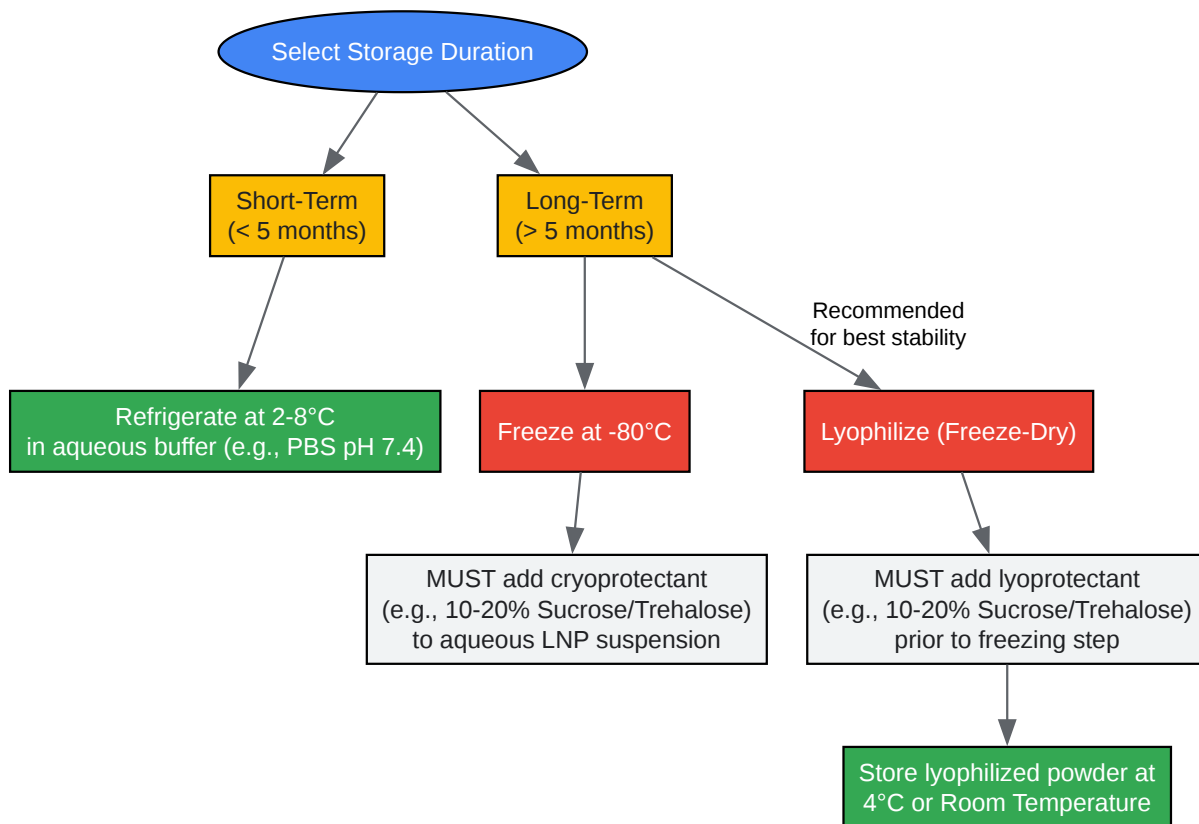 Select Storage Duration
Short-Term
(< 5 months)
Long-Term
(> 5 months)
Recommended
for best stability
Refrigerate at 2-8°C
in aqueous buffer (e.g., PBS pH 7.4)
Freeze at -80°C
Lyophilize (Freeze-Dry)
MUST add cryoprotectant
(e.g., 10-20% Sucrose/Trehalose)
to aqueous LNP suspension
MUST add lyoprotectant
(e.g., 10-20% Sucrose/Trehalose)
prior to freezing step
Store lyophilized powder at
4°C or Room Temperature